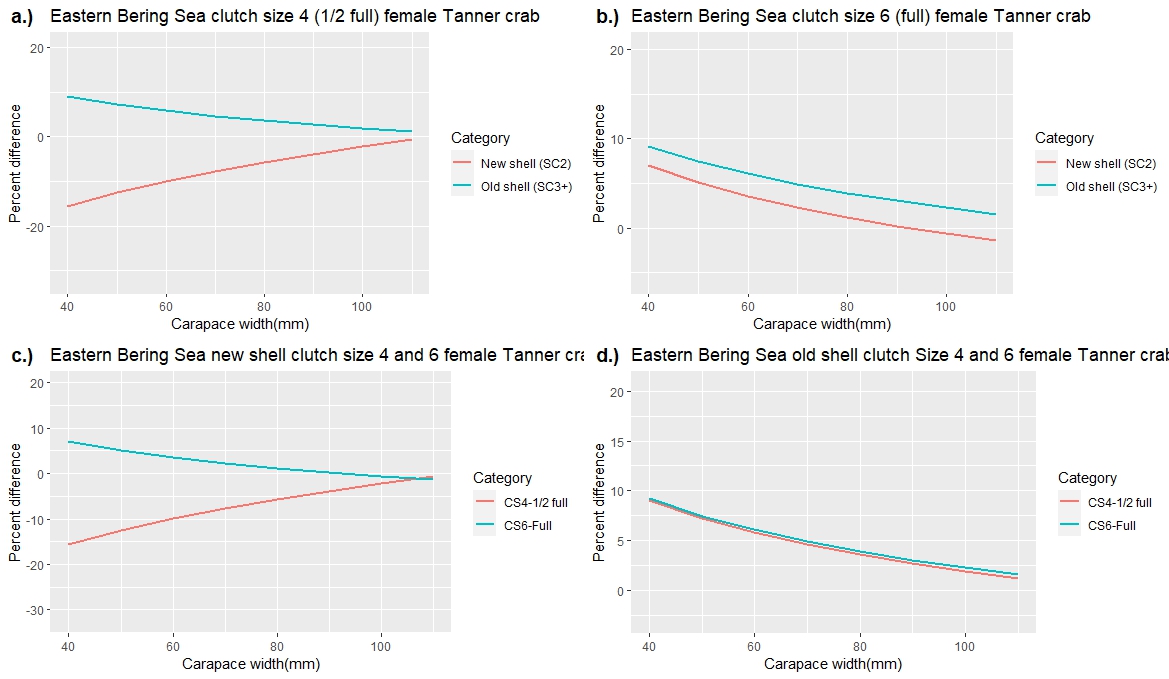 a.) Eastern Bering Sea clutch size 4 (1/2 full) female Tanner crab
20
0
-20
Percent difference
40 60 80 100
Carapace width(mm)
Category
New shell (SC2)
Old shell (SC3+)
b.) Eastern Bering Sea clutch size 6 (full) female Tanner crab
20
10
0
Percent difference
40 60 80 100
Carapace width(mm)
Category
New shell (SC2)
Old shell (SC3+)
c.) Eastern Bering Sea new shell clutch size 4 and 6 female Tanner cra
20
10
0
-10
-20
-30
Percent difference
40 60 80 100
Carapace width(mm)
Category
CS4-1/2 full
CS6-Full
d.) Eastern Bering Sea old shell clutch Size 4 and 6 female Tanner crab
20
15
10
5
0
Percent difference
40 60 80 100
Carapace width(mm)
Category
CS4-1/2 full
CS6-Full